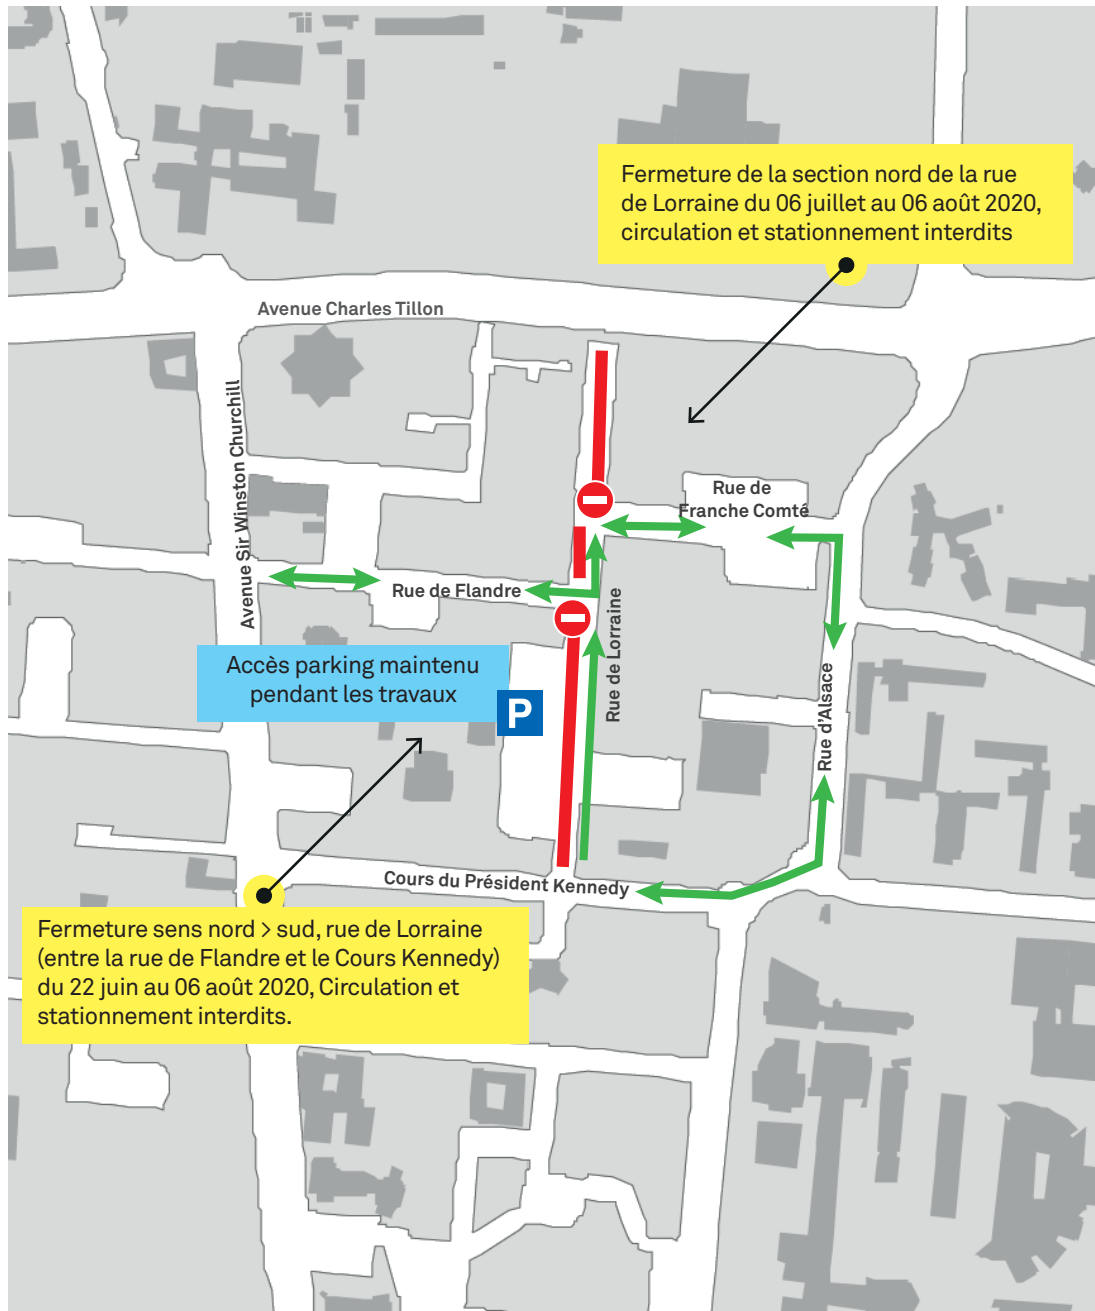 Fermeture de la section nord de la rue
de Lorraine du 06 juillet au 06 août 2020,
circulation et stationnement interdits
Avenue Charles Tillon
Avenue Sir Winston Churchill
Rue de
Franche Comté
Rue de Flandre
Rue de Lorraine
Accès parking maintenu
pendant les travaux
P
Rue d'Alsace
Cours du Président Kennedy
Fermeture sens nord > sud, rue de Lorraine
(entre la rue de Flandre et le Cours Kennedy)
du 22 juin au 06 août 2020, Circulation et
stationnement interdits.